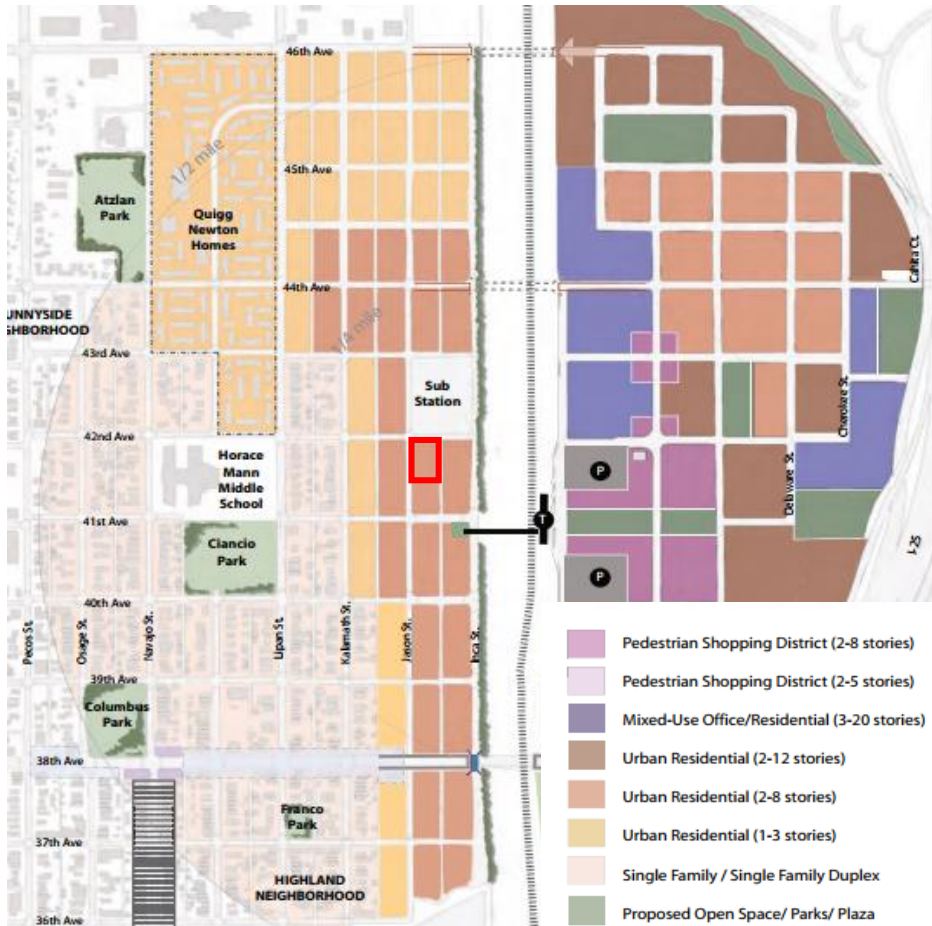 46th Ave
1/2 mile
45th Ave
Atzlan
Park
Quigg
Newton
Homes
Cahita Ct.
44th Ave
UNNYSIDE
GHBORHOOD
1/4 mile
43rd Ave
Sub
Station
Cherokee St.
42nd Ave
Horace
Mann
Middle
School
P
Delaware St.
41st Ave
T
Ciancio
Park
I-25
P
40th Ave
Pecos St.
Osage St.
Navajo St.
Lipan St.
Kalamath St.
Jason St.
Inca St.
39th Ave
Columbus
Park
38th Ave
Franco
Park
37th Ave
HIGHLAND
NEIGHBORHOOD
36th Ave
Pedestrian Shopping District (2-8 stories)
Pedestrian Shopping District (2-5 stories)
Mixed-Use Office/Residential (3-20 stories)
Urban Residential (2-12 stories)
Urban Residential (2-8 stories)
Urban Residential (1-3 stories)
Single Family / Single Family Duplex
Proposed Open Space/ Parks/ Plaza